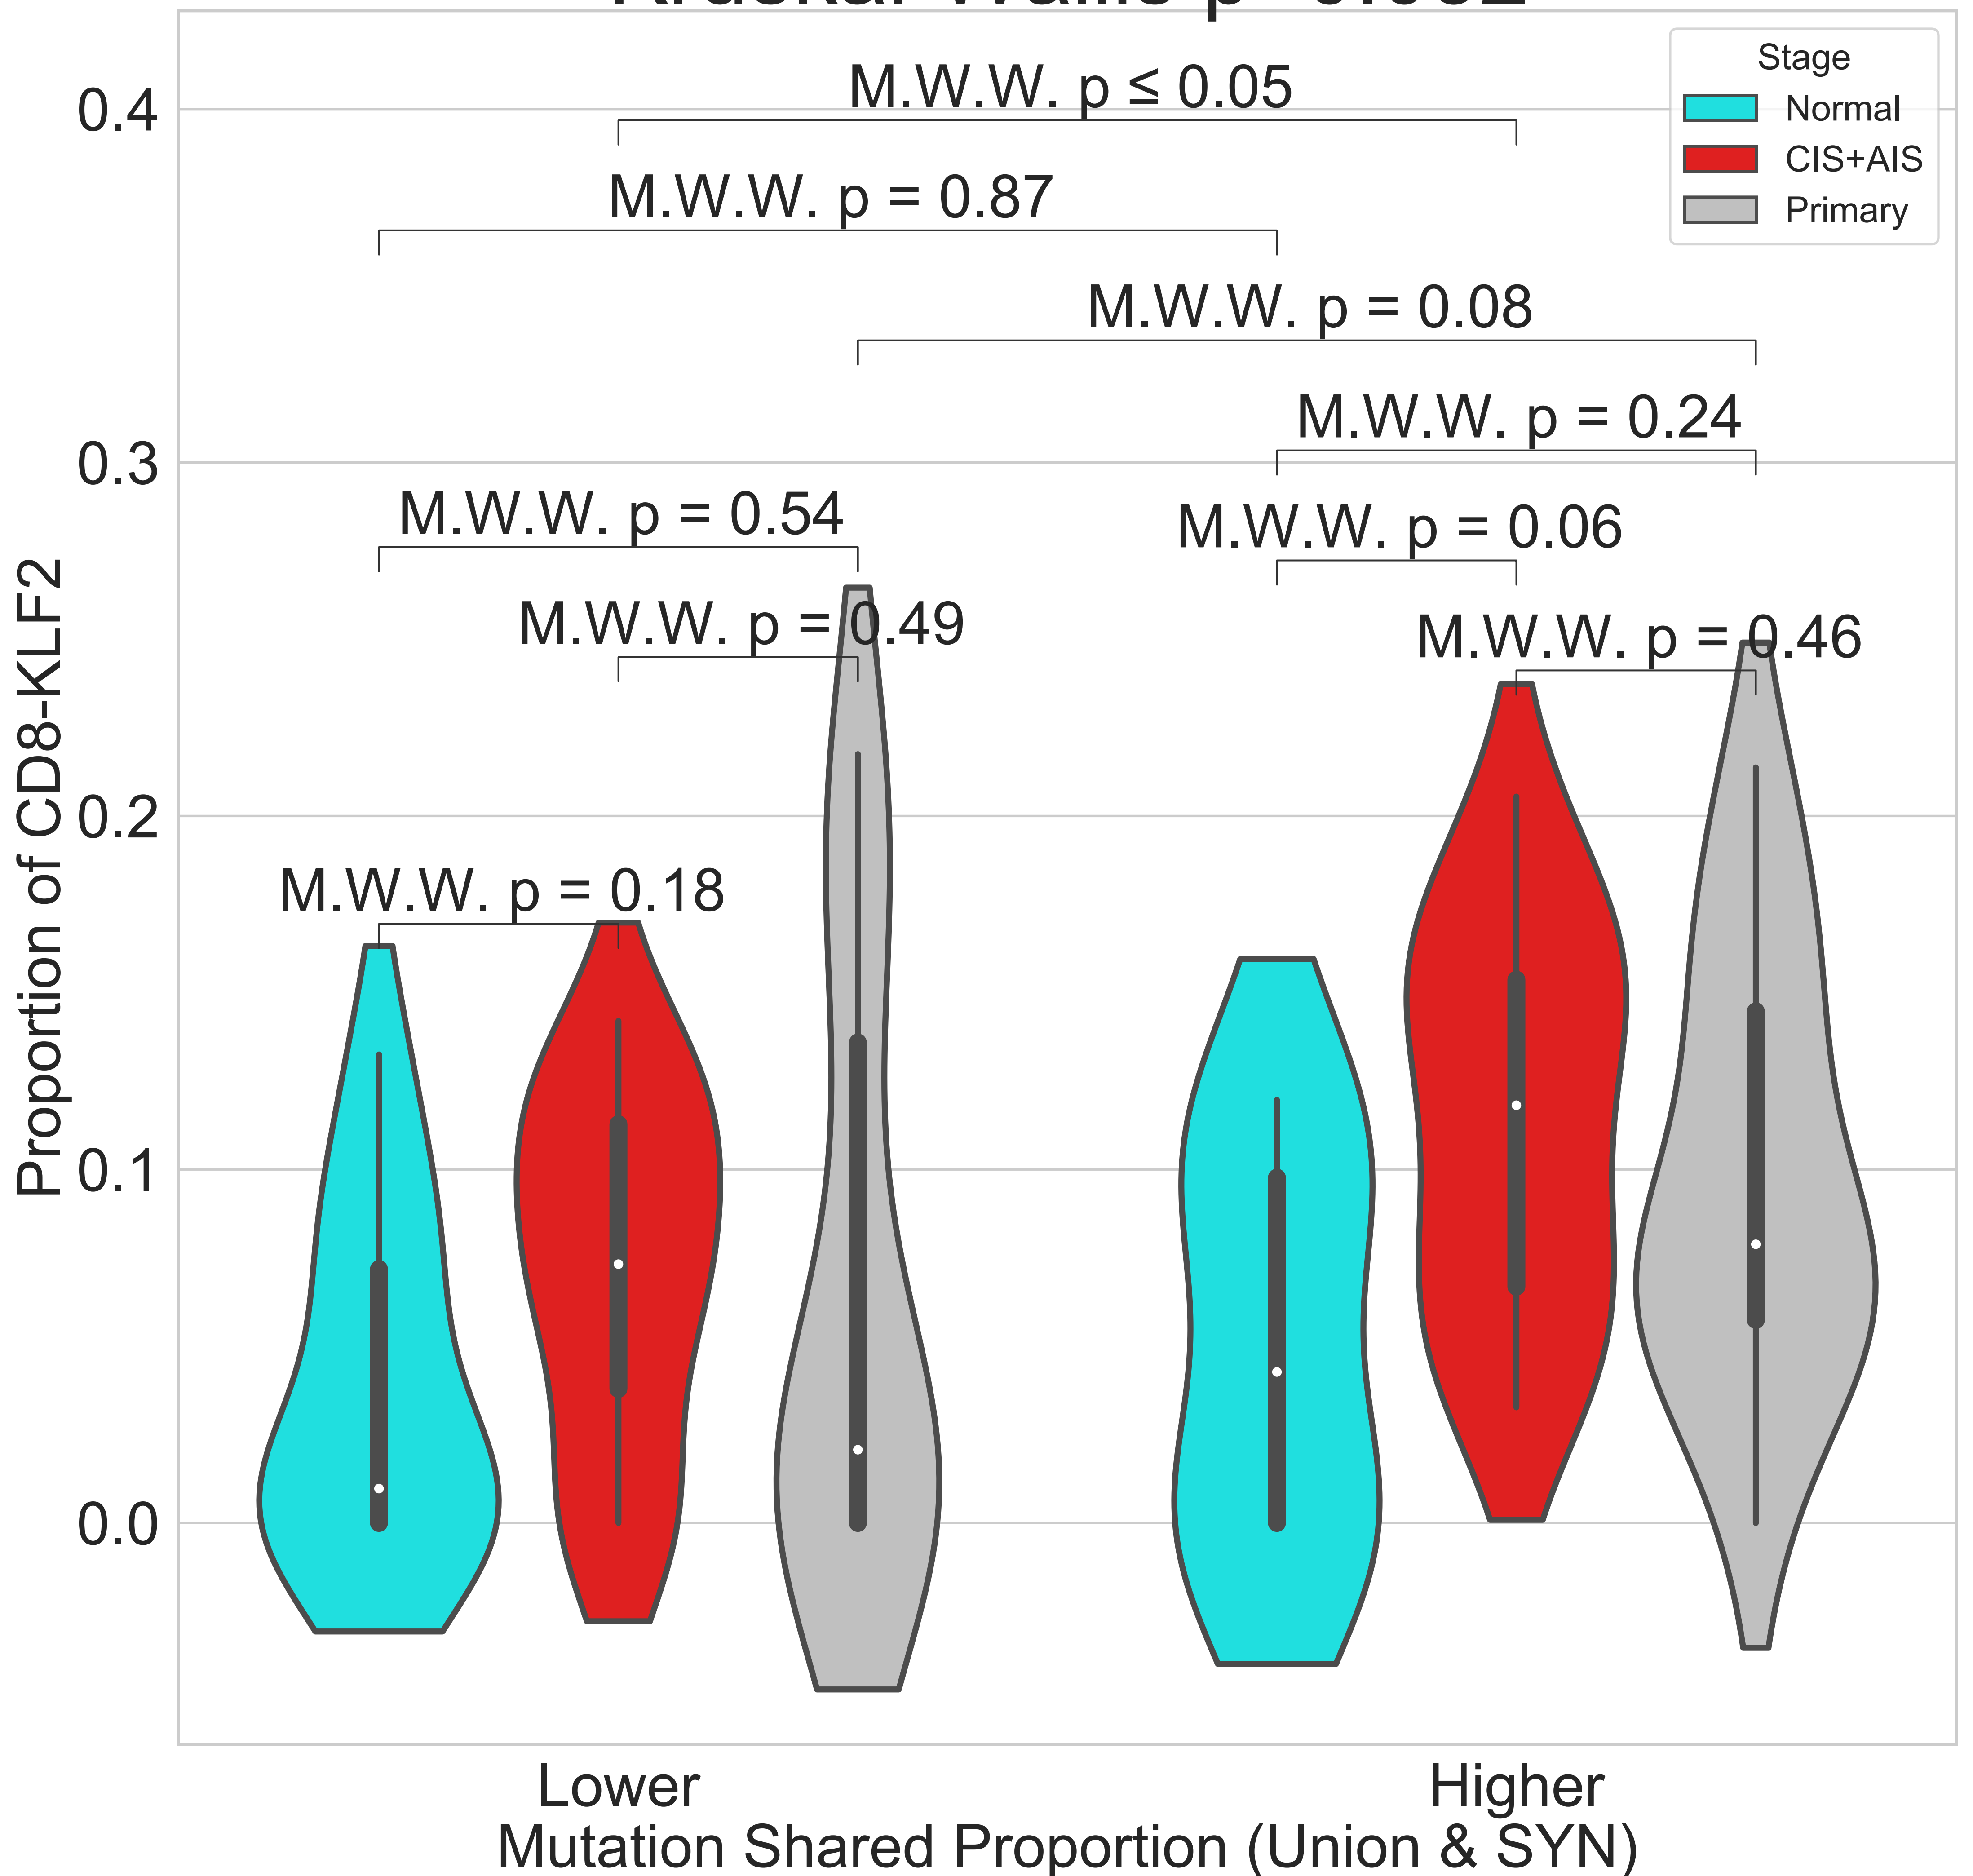 Stage
Normal
CIS+AIS
Primary
M.W.W. p ≤ 0.05
M.W.W. p = 0.87
M.W.W. p = 0.08
M.W.W. p = 0.24
M.W.W. p = 0.54
M.W.W. p = 0.06
M.W.W. p = 0.49
M.W.W. p = 0.46
M.W.W. p = 0.18
0.4
0.3
0.2
0.1
0.0
Proportion of CD8-KLF2
Lower
Higher
Mutation Shared Proportion (Union & SYN)